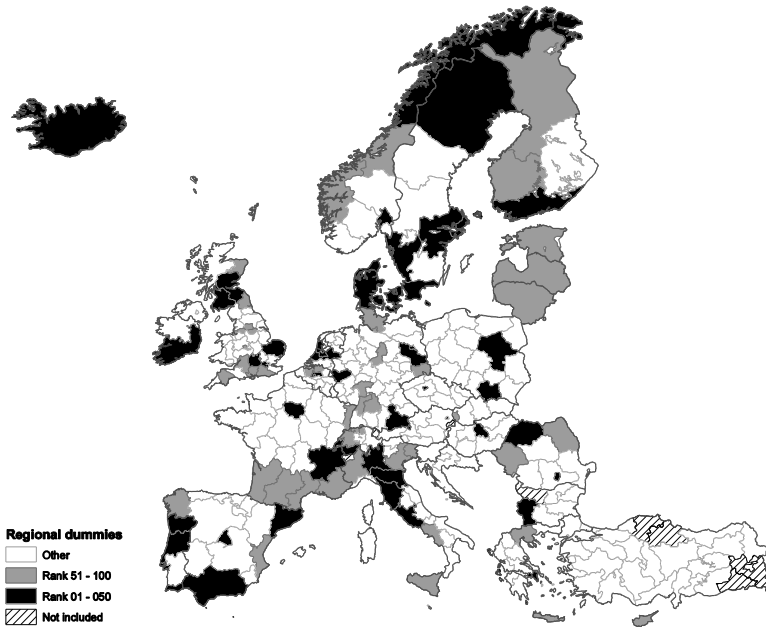 Regional dummies
Other
Rank 51 - 100
Rank 01 - 050
Not included